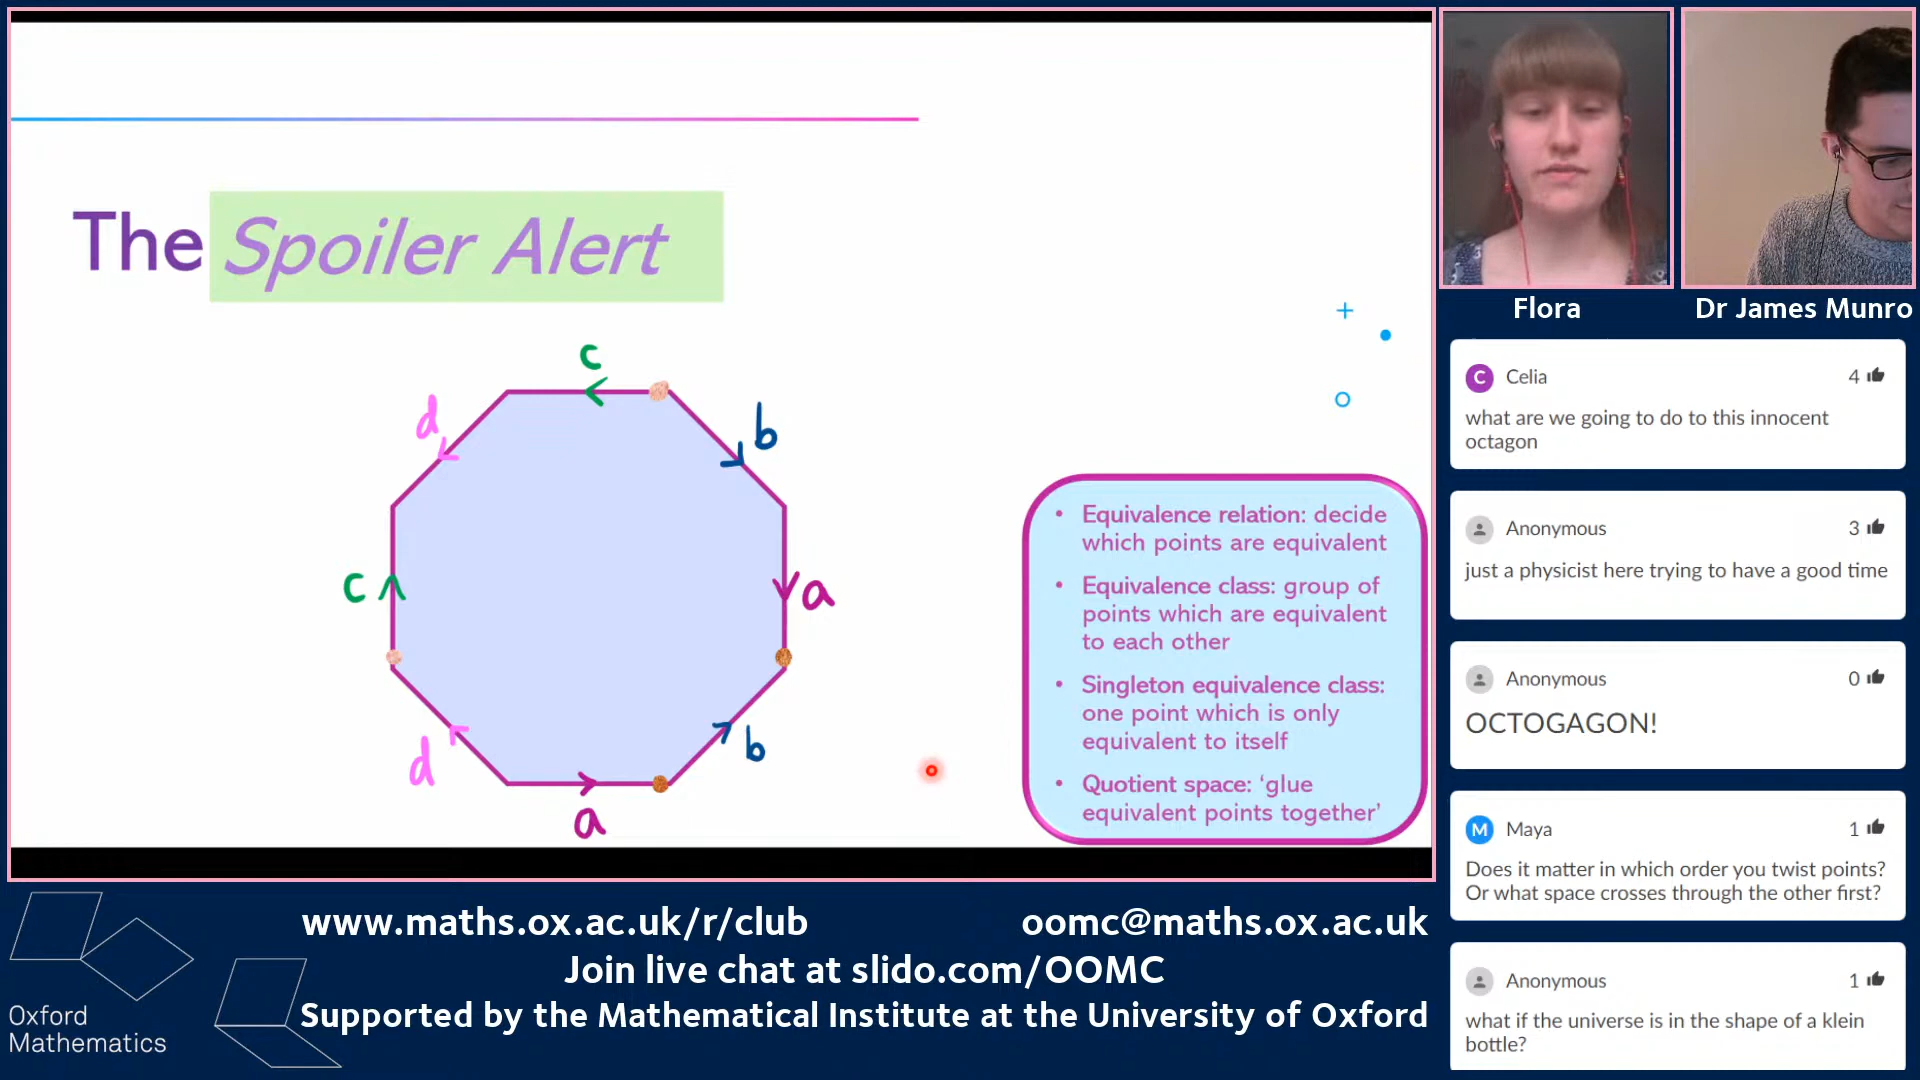 The Spoiler Alert
c
d
b
c
a
d
b
a
• Equivalence relation: decide
which points are equivalent
• Equivalence class: group of
points which are equivalent
to each other
• Singleton equivalence class:
one point which is only
equivalent to itself
• Quotient space: ‘glue
equivalent points together’
Flora
Dr James Munro
C Celia 4
what are we going to do to this innocent
octagon
Anonymous 3
just a physicist here trying to have a good time
Anonymous 0
OCTOGAGON!
M Maya 1
Does it matter in which order you twist points?
Or what space crosses through the other first?
Anonymous 1
what if the universe is in the shape of a klein
bottle?
www.maths.ox.ac.uk/r/club oomc@maths.ox.ac.uk
Join live chat at slido.com/OOMC
Supported by the Mathematical Institute at the University of Oxford
Oxford
Mathematics